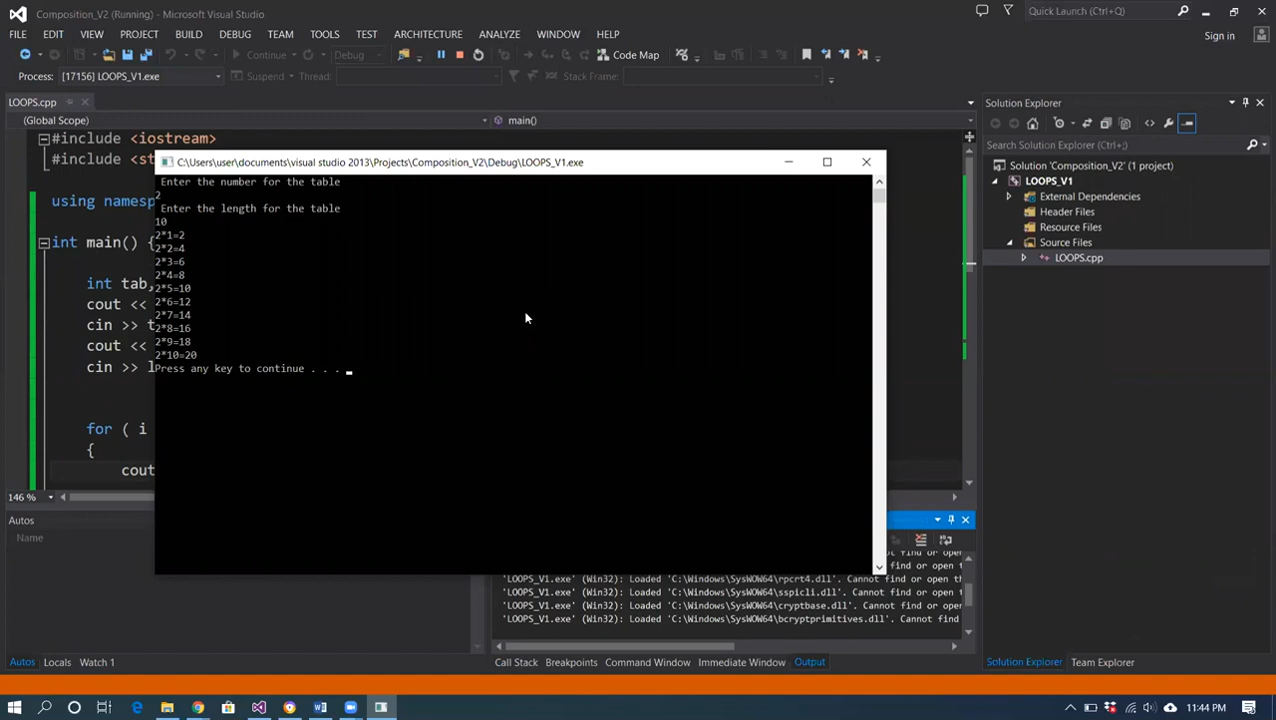 Composition_V2 (Running) - Microsoft Visual Studio
Quick Launch (Ctrl+Q)
FILE EDIT VIEW PROJECT BUILD DEBUG TEAM TOOLS TEST ARCHITECTURE ANALYZE WINDOW HELP
Sign in
Continue Debug Code Map
Process: [17156] LOOPS_V1.exe Suspend Thread: Stack Frame:
LOOPS.cpp
(Global Scope) main()
#include <iostream>
#include <st
using namesp
int main() {
int tab,
cout <<
cin >> t
cout <<
cin >> l
for ( i
{
cout
146 %
C:\Users\user\documents\visual studio 2013\Projects\Composition_V2\Debug\LOOPS_V1.exe
Enter the number for the table
2
Enter the length for the table
10
2*1=2
2*2=4
2*3=6
2*4=8
2*5=10
2*6=12
2*7=14
2*8=16
2*9=18
2*10=20
Press any key to continue . . .
Solution Explorer
Search Solution Explorer (Ctrl+;)
Solution 'Composition_V2' (1 project)
LOOPS_V1
External Dependencies
Header Files
Resource Files
Source Files
LOOPS.cpp
Autos
Name
'LOOPS_V1.exe' (Win32): Loaded 'C:\Windows\SysWOW64\rpcrt4.dll'. Cannot find or open th
'LOOPS_V1.exe' (Win32): Loaded 'C:\Windows\SysWOW64\sspicli.dll'. Cannot find or open t
'LOOPS_V1.exe' (Win32): Loaded 'C:\Windows\SysWOW64\cryptbase.dll'. Cannot find or open
'LOOPS_V1.exe' (Win32): Loaded 'C:\Windows\SysWOW64\bcryptprimitives.dll'. Cannot find
Autos Locals Watch 1
Call Stack Breakpoints Command Window Immediate Window Output
Solution Explorer Team Explorer
11:44 PM